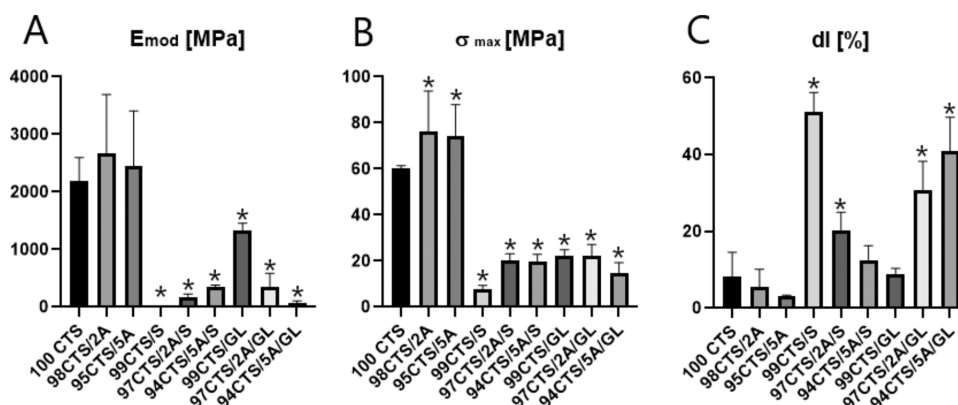 A
Emod [MPa]
4000
3000
2000
1000
0
*
*
*
*
*
*
100 CTS
98CTS/2A
95CTS/5A
99CTS/S
97CTS/2A/S
94CTS/5A/S
99CTS/GL
97CTS/2A/GL
94CTS/5A/GL
B
σ max [MPa]
100
80
60
40
20
0
*
*
*
*
*
*
*
*
100 CTS
98CTS/2A
95CTS/5A
99CTS/S
97CTS/2A/S
94CTS/5A/S
99CTS/GL
97CTS/2A/GL
94CTS/5A/GL
C
dl [%]
60
40
20
0
*
*
*
*
100 CTS
98CTS/2A
95CTS/5A
99CTS/S
97CTS/2A/S
94CTS/5A/S
99CTS/GL
97CTS/2A/GL
94CTS/5A/GL